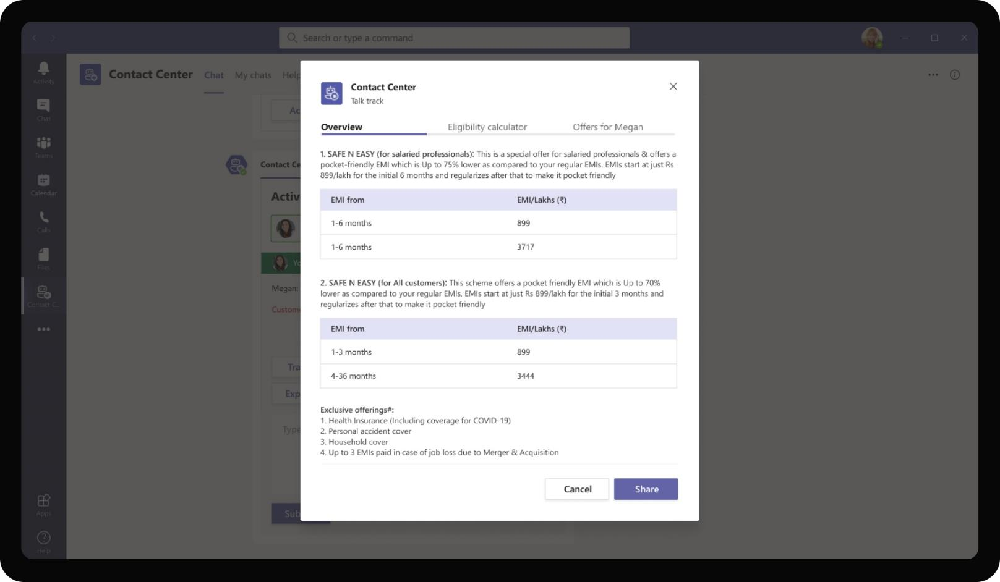 Search or type a command
Activity
Chat
Teams
Calendar
Calls
Files
Contact C...
Apps
Help
Contact Center
Chat
My chats
Help
Contact Ce
Activ
Megan:
Custome
Exp
Type
Contact Center
Talk track
Overview
Eligibility calculator
Offers for Megan
1. SAFE N EASY (for salaried professionals): This is a special offer for salaried professionals & offers a
pocket-friendly EMI which is Up to 75% lower as compared to your regular EMIs. EMIs start at just Rs
899/lakh for the initial 6 months and regularizes after that to make it pocket friendly
EMI from EMI/Lakhs (₹)
1-6 months 899
1-6 months 3717
2. SAFE N EASY (for All customers): This scheme offers a pocket friendly EMI which is Up to 70%
lower as compared to your regular EMIs. EMIs start at just Rs 899/lakh for the initial 3 months and
regularizes after that to make it pocket friendly
EMI from EMI/Lakhs (₹)
1-3 months 899
4-36 months 3444
Exclusive offerings#:
1. Health Insurance (Including coverage for COVID-19)
2. Personal accident cover
3. Household cover
4. Up to 3 EMIs paid in case of job loss due to Merger & Acquisition
Cancel
Share